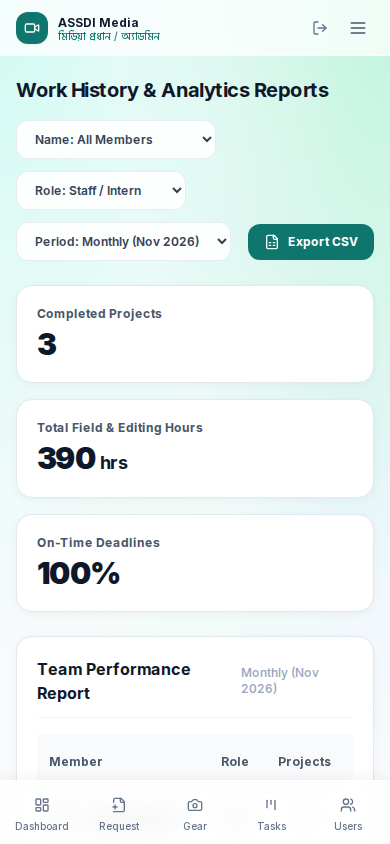 ASSDI Media
মিডিয়া প্রধান / অ্যাডমিন
Work History & Analytics Reports
Name: All Members
Role: Staff / Intern
Period: Monthly (Nov 2026)
Export CSV
Completed Projects
3
Total Field & Editing Hours
390 hrs
On-Time Deadlines
100%
Team Performance
Report
Monthly (Nov
2026)
Member Role Projects
Dashboard Request Gear Tasks Users